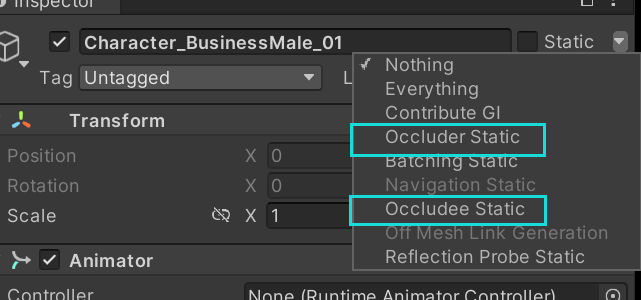 Inspector
Character_BusinessMale_01
Static
Tag Untagged
L
Nothing
Everything
Contribute GI
Occluder Static
Batching Static
Navigation Static
Occludee Static
Off Mesh Link Generation
Reflection Probe Static
Transform
Position X 0
Rotation X 0
Scale X 1
Animator
Controller None (Runtime Animator Controller)